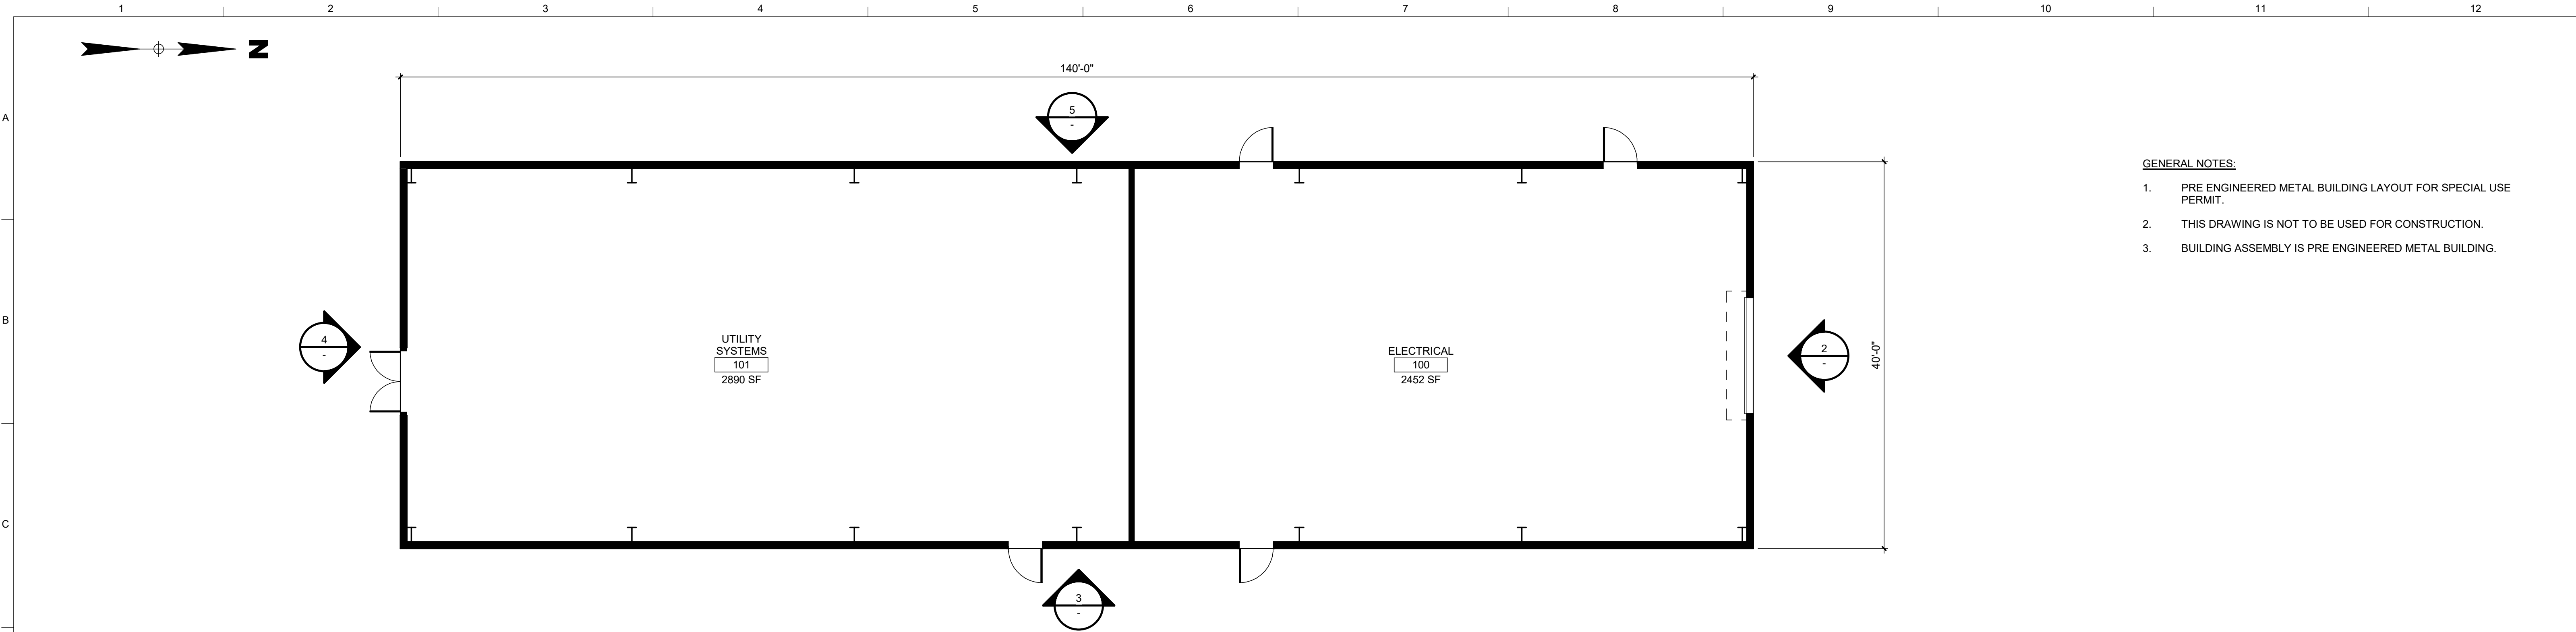 1 2 3 4 5 6 7 8 9 10 11 12
N
A
B
C
140'-0"
5
-
4
-
UTILITY
SYSTEMS
101
2890 SF
ELECTRICAL
100
2452 SF
2
-
40'-0"
3
-
GENERAL NOTES:
1. PRE ENGINEERED METAL BUILDING LAYOUT FOR SPECIAL USE
PERMIT.
2. THIS DRAWING IS NOT TO BE USED FOR CONSTRUCTION.
3. BUILDING ASSEMBLY IS PRE ENGINEERED METAL BUILDING.